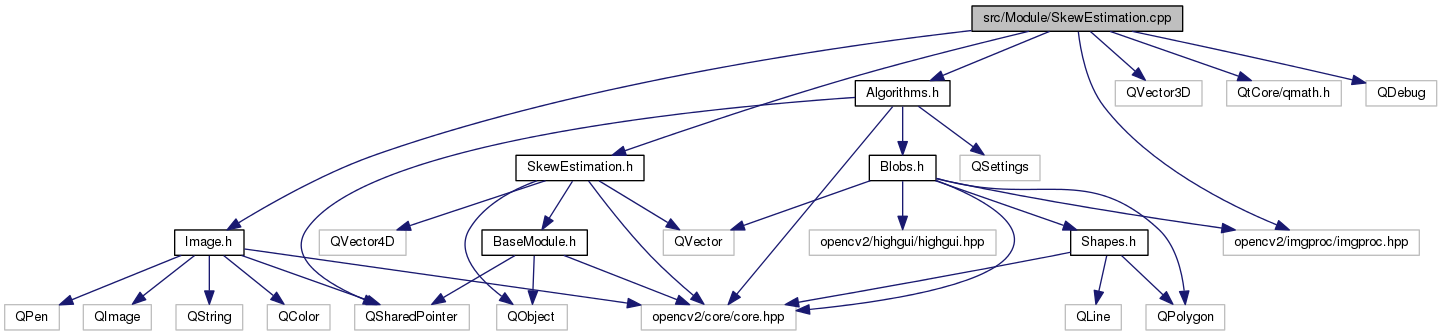 src/Module/SkewEstimation.cpp
Algorithms.h
QVector3D
QtCore/qmath.h
QDebug
SkewEstimation.h
Blobs.h
QSettings
Image.h
QVector4D
BaseModule.h
QVector
opencv2/highgui/highgui.hpp
Shapes.h
opencv2/imgproc/imgproc.hpp
QPen
QImage
QString
QColor
QSharedPointer
QObject
opencv2/core/core.hpp
QLine
QPolygon